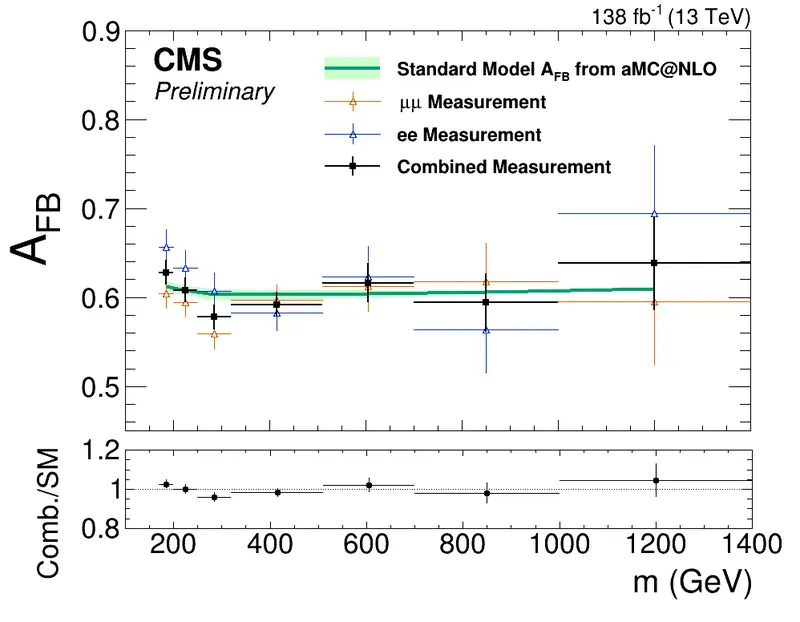 138 fb-1 (13 TeV)
CMS
Preliminary
Standard Model AFB from aMC@NLO
μμ Measurement
ee Measurement
Combined Measurement
AFB
0.9
0.8
0.7
0.6
0.5
Comb./SM
1.2
1
0.8
200 400 600 800 1000 1200 1400
m (GeV)